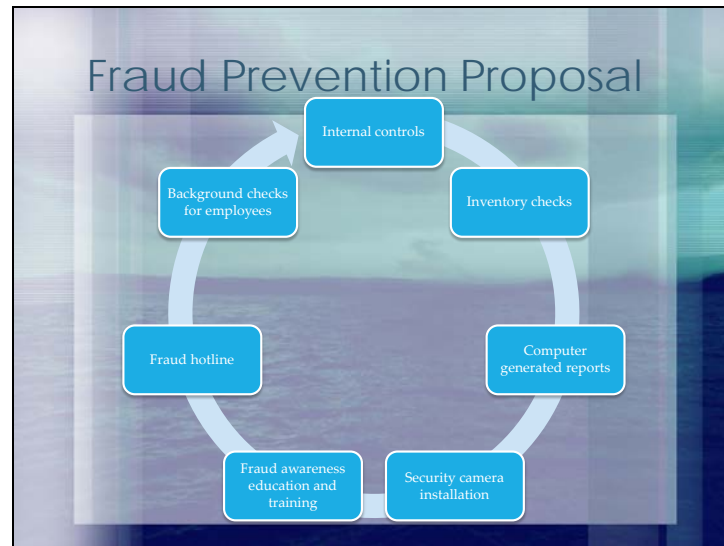 Fraud Prevention Proposal
Internal controls
Inventory checks
Computer
generated reports
Security camera
installation
Fraud awareness
education and
training
Fraud hotline
Background checks
for employees